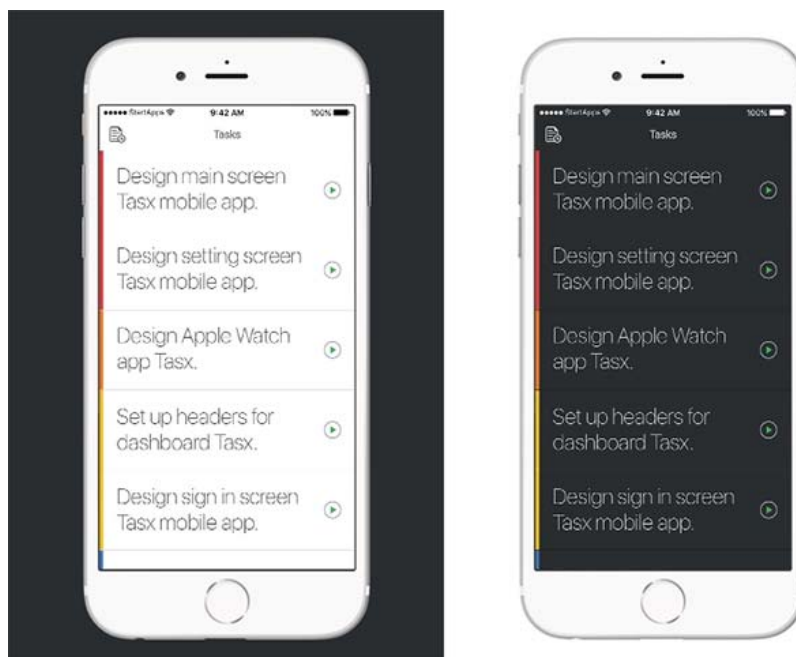 StartApps 9:42 AM 100%
Tasks
Design main screen
Tasx mobile app.
Design setting screen
Tasx mobile app.
Design Apple Watch
app Tasx.
Set up headers for
dashboard Tasx.
Design sign in screen
Tasx mobile app.
StartApps 9:42 AM 100%
Tasks
Design main screen
Tasx mobile app.
Design setting screen
Tasx mobile app.
Design Apple Watch
app Tasx.
Set up headers for
dashboard Tasx.
Design sign in screen
Tasx mobile app.